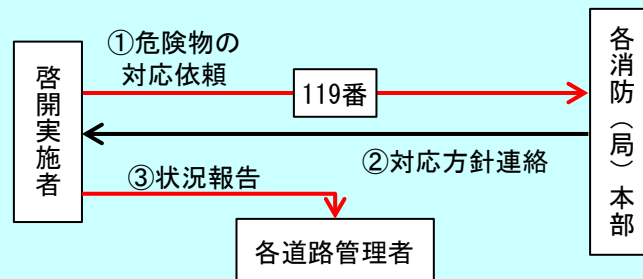 ①危険物の
対応依頼
119番
啓開実施者
各消防（局）本部
②対応方針連絡
③状況報告
各道路管理者